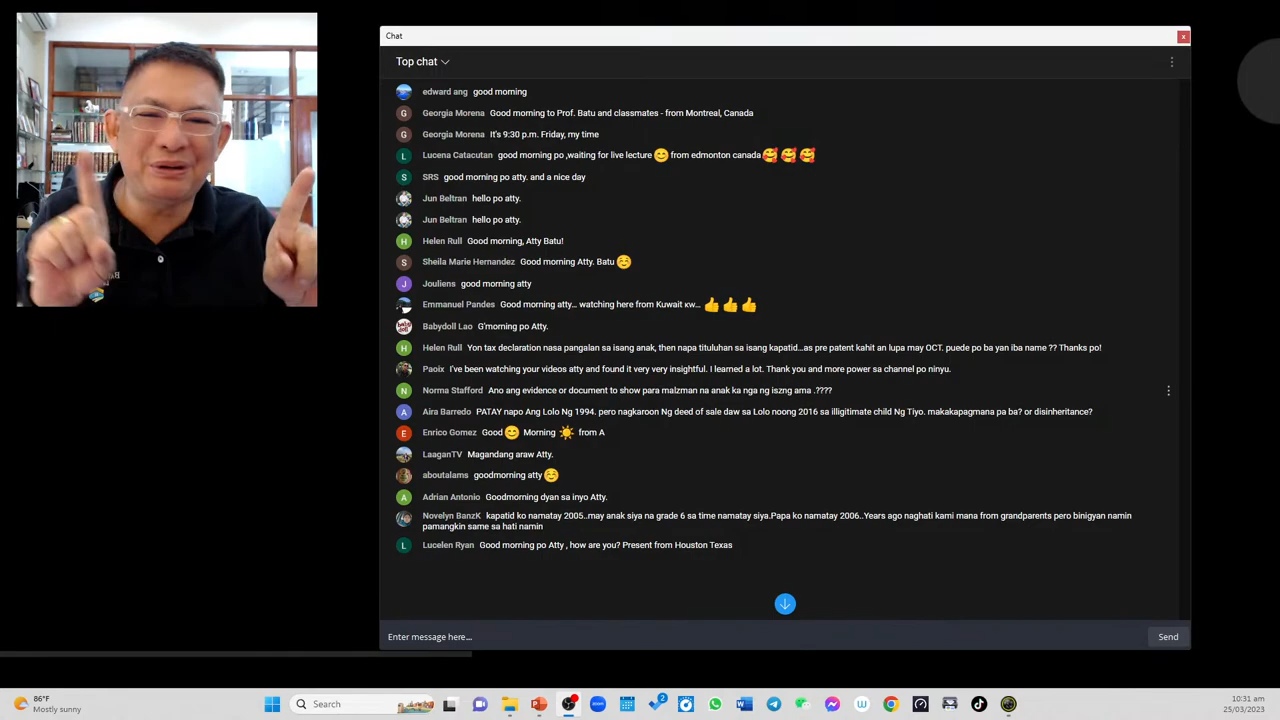 Chat
x
Top chat
edward ang good morning
G Georgia Morena Good morning to Prof. Batu and classmates - from Montreal, Canada
G Georgia Morena It's 9:30 p.m. Friday, my time
L Lucena Catacutan good morning po ,waiting for live lecture 😊 from edmonton canada 🥰 🥰 🥰
S SRS good morning po atty. and a nice day
Jun Beltran hello po atty.
Jun Beltran hello po atty.
H Helen Rull Good morning, Atty Batu!
S Sheila Marie Hernandez Good morning Atty. Batu ☺️
J Jouliens good morning atty
Emmanuel Pandes Good morning atty... watching here from Kuwait ᴋᴡ... 👍 👍 👍
Babydoll Lao G'morning po Atty.
H Helen Rull Yon tax declaration nasa pangalan sa isang anak, then napa tituluhan sa isang kapatid...as pre patent kahit an lupa may OCT. puede po ba yan iba name ?? Thanks po!
Paoix I've been watching your videos atty and found it very very insightful. I learned a lot. Thank you and more power sa channel po ninyu.
N Norma Stafford Ano ang evidence or document to show para malzman na anak ka nga ng iszng ama .????
A Aira Barredo PATAY napo Ang Lolo Ng 1994. pero nagkaroon Ng deed of sale daw sa Lolo noong 2016 sa illigitimate child Ng Tiyo. makakapagmana pa ba? or disinheritance?
E Enrico Gomez Good 😊 Morning ☀️ from A
LaaganTV Magandang araw Atty.
aboutalams goodmorning atty ☺️
A Adrian Antonio Goodmorning dyan sa inyo Atty.
Novelyn BanzK kapatid ko namatay 2005..may anak siya na grade 6 sa time namatay siya.Papa ko namatay 2006..Years ago naghati kami mana from grandparents pero binigyan namin
pamangkin same sa hati namin
L Lucelen Ryan Good morning po Atty , how are you? Present from Houston Texas
Enter message here...
Send
86°F
Mostly sunny
Search
10:31 am
25/03/2023